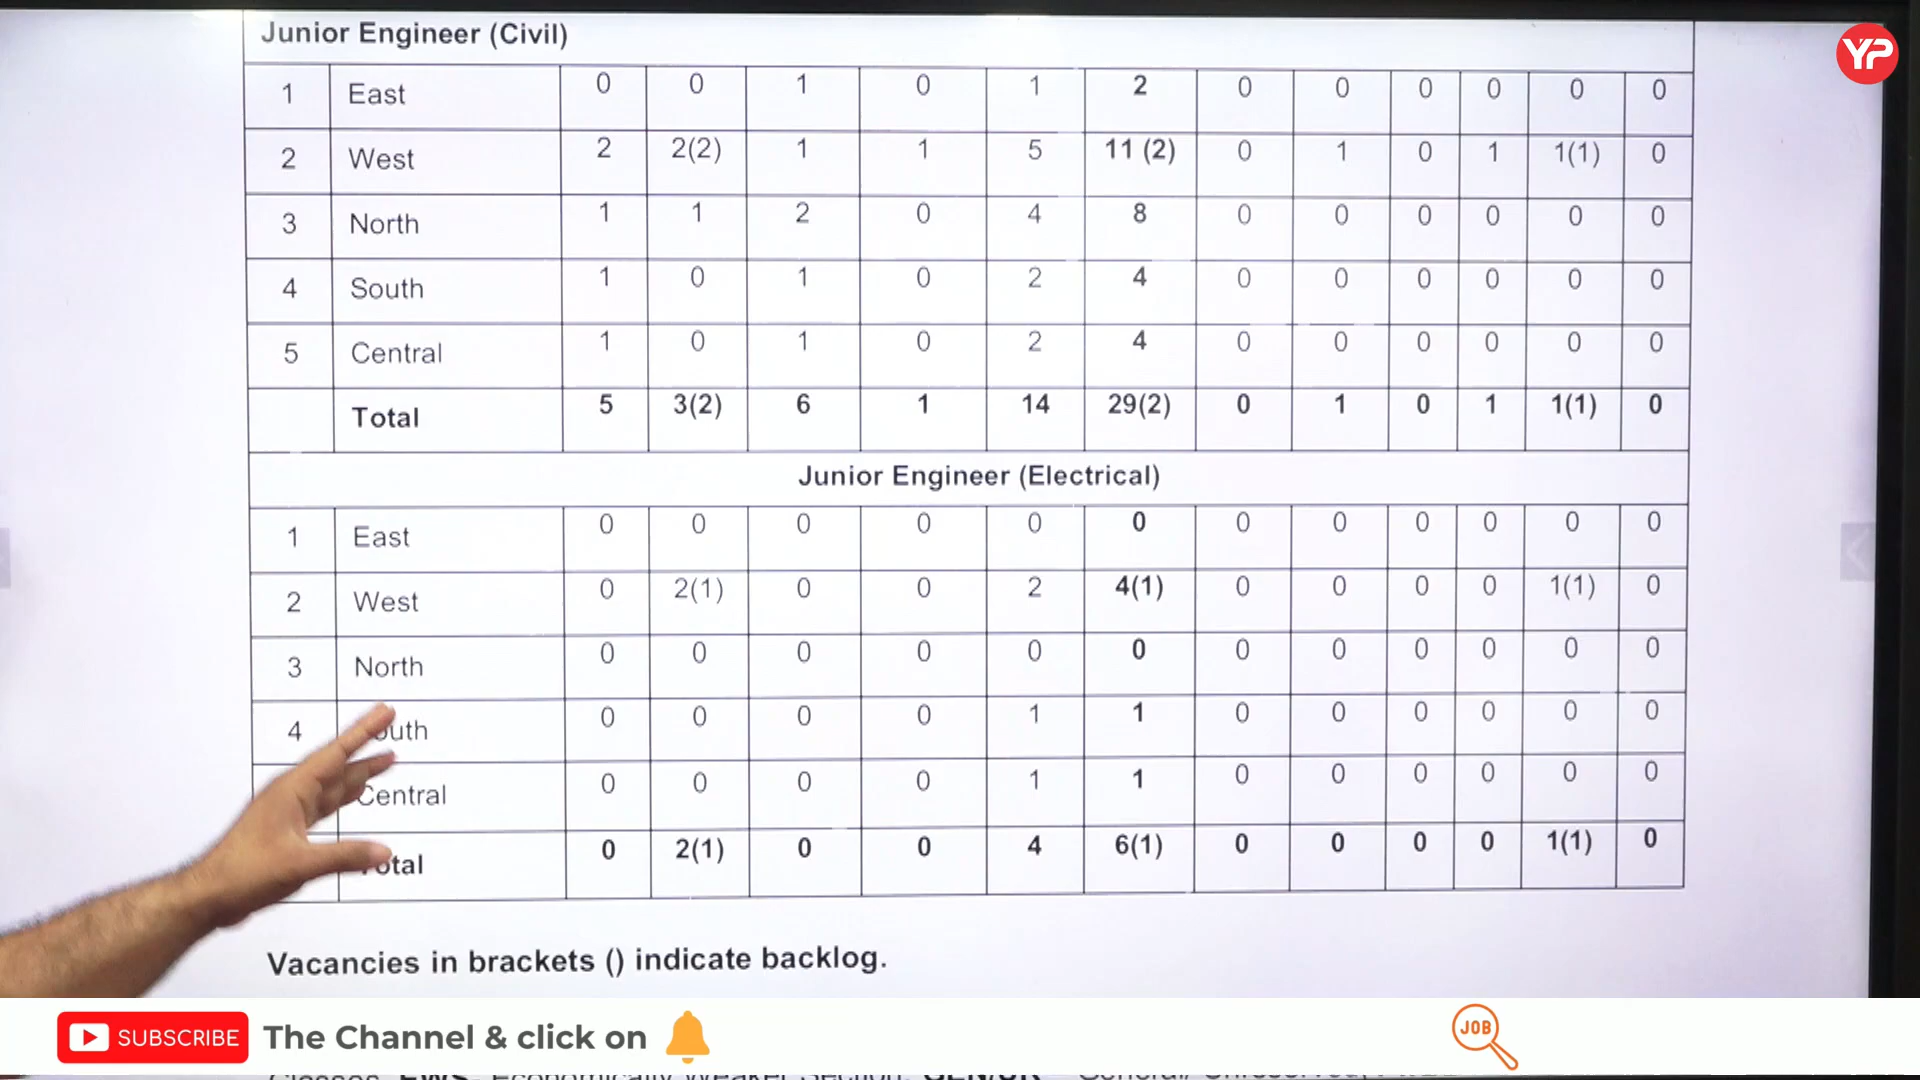 YP
Junior Engineer (Civil)
1 East 0 0 1 0 1 2 0 0 0 0 0 0
2 West 2 2(2) 1 1 5 11 (2) 0 1 0 1 1(1) 0
3 North 1 1 2 0 4 8 0 0 0 0 0 0
4 South 1 0 1 0 2 4 0 0 0 0 0 0
5 Central 1 0 1 0 2 4 0 0 0 0 0 0
Total 5 3(2) 6 1 14 29(2) 0 1 0 1 1(1) 0
Junior Engineer (Electrical)
1 East 0 0 0 0 0 0 0 0 0 0 0 0
2 West 0 2(1) 0 0 2 4(1) 0 0 0 0 1(1) 0
3 North 0 0 0 0 0 0 0 0 0 0 0 0
4 South 0 0 0 0 1 1 0 0 0 0 0 0
Central 0 0 0 0 1 1 0 0 0 0 0 0
Total 0 2(1) 0 0 4 6(1) 0 0 0 0 1(1) 0
Vacancies in brackets () indicate backlog.
SUBSCRIBE The Channel & click on
JOB